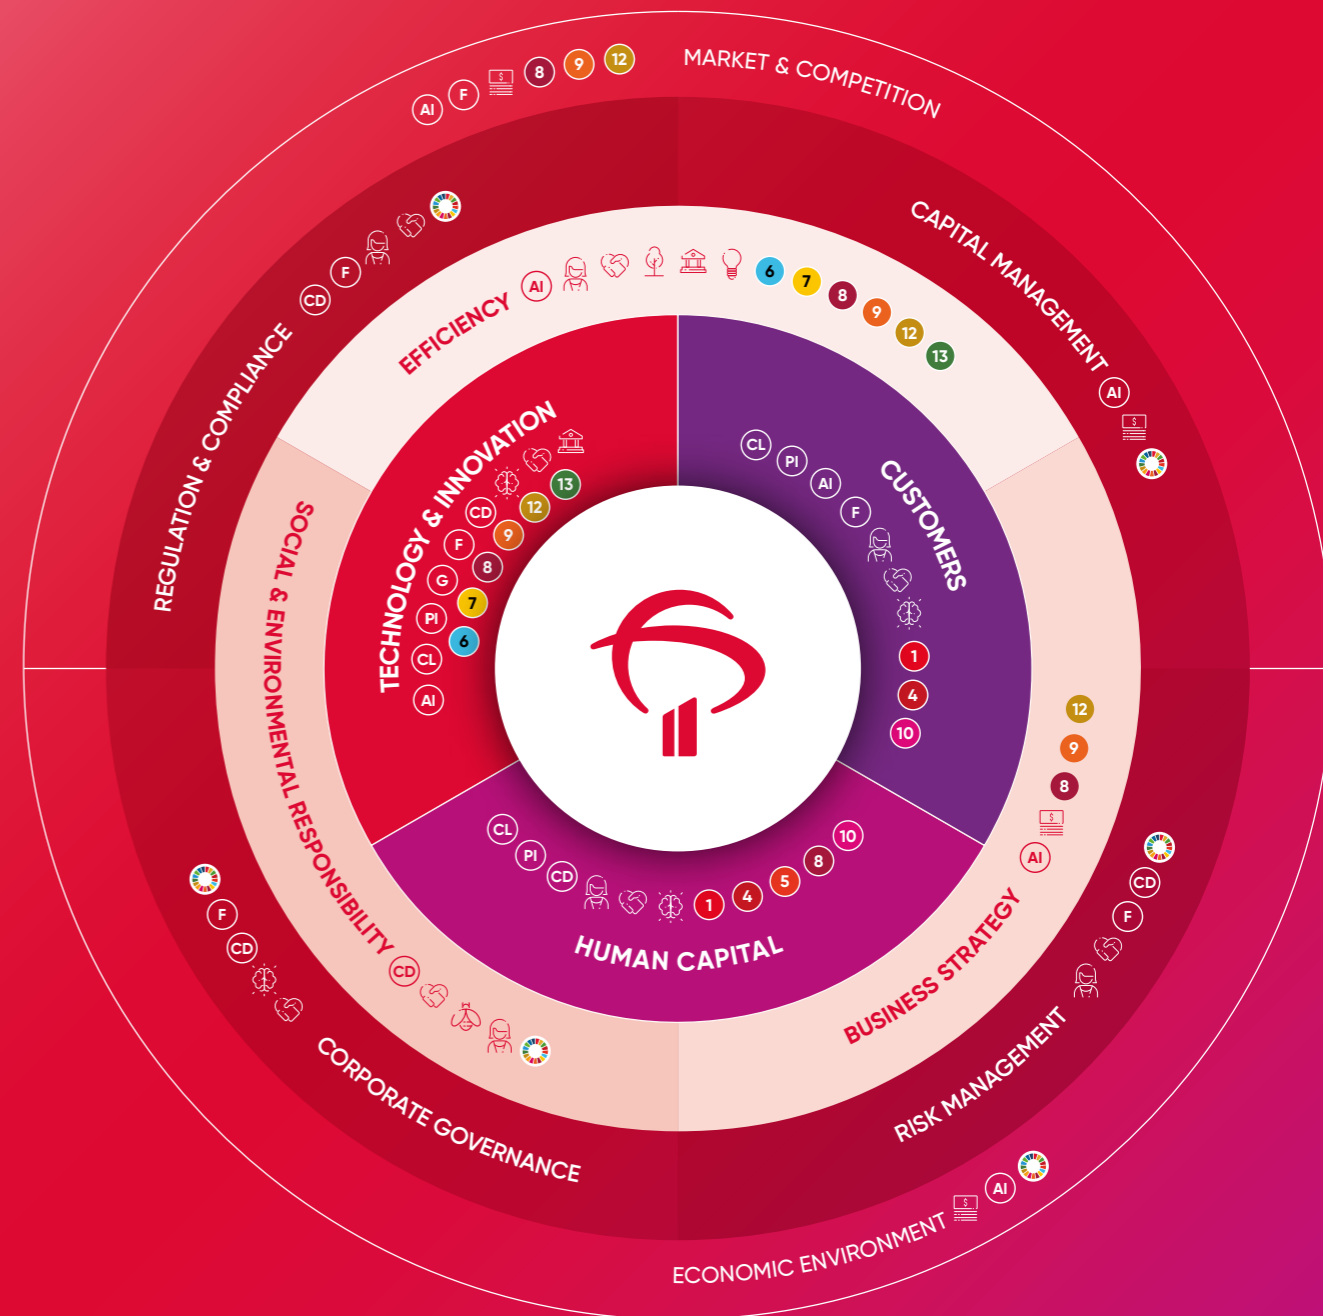 AI F $ 8 9 12
MARKET & COMPETITION
REGULATION & COMPLIANCE CD F
CAPITAL MANAGEMENT AI $
EFFICIENCY AI 6 7 8 9 12 13
TECHNOLOGY & INNOVATION
AI CL PI G F CD
6 7 8 9 12 13
CUSTOMERS
CL PI AI F 1 4 10
SOCIAL & ENVIRONMENTAL RESPONSIBILITY CD
BUSINESS STRATEGY AI $ 8 9 12
CL PI CD 1 4 5 8 10
HUMAN CAPITAL
F CD
CORPORATE GOVERNANCE
RISK MANAGEMENT F CD
ECONOMIC ENVIRONMENT $ AI